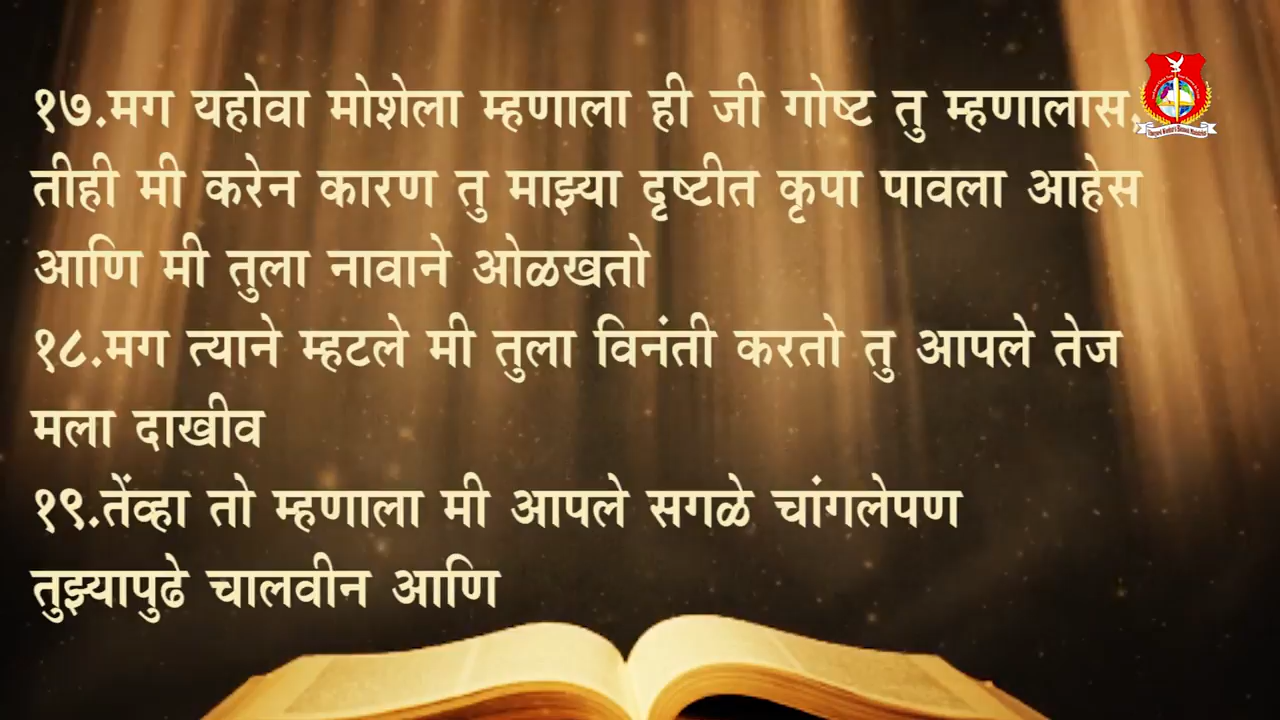 १७.मग यहोवा मोशेला म्हणाला ही जी गोष्ट तु म्हणालास.
तीही मी करेन कारण तु माझ्या दृष्टीत कृपा पावला आहेस
आणि मी तुला नावाने ओळखतो
१८.मग त्याने म्हटले मी तुला विनंती करतो तु आपले तेज
मला दाखीव
१९.तेंव्हा तो म्हणाला मी आपले सगळे चांगलेपण
तुझ्यापुढे चालवीन आणि